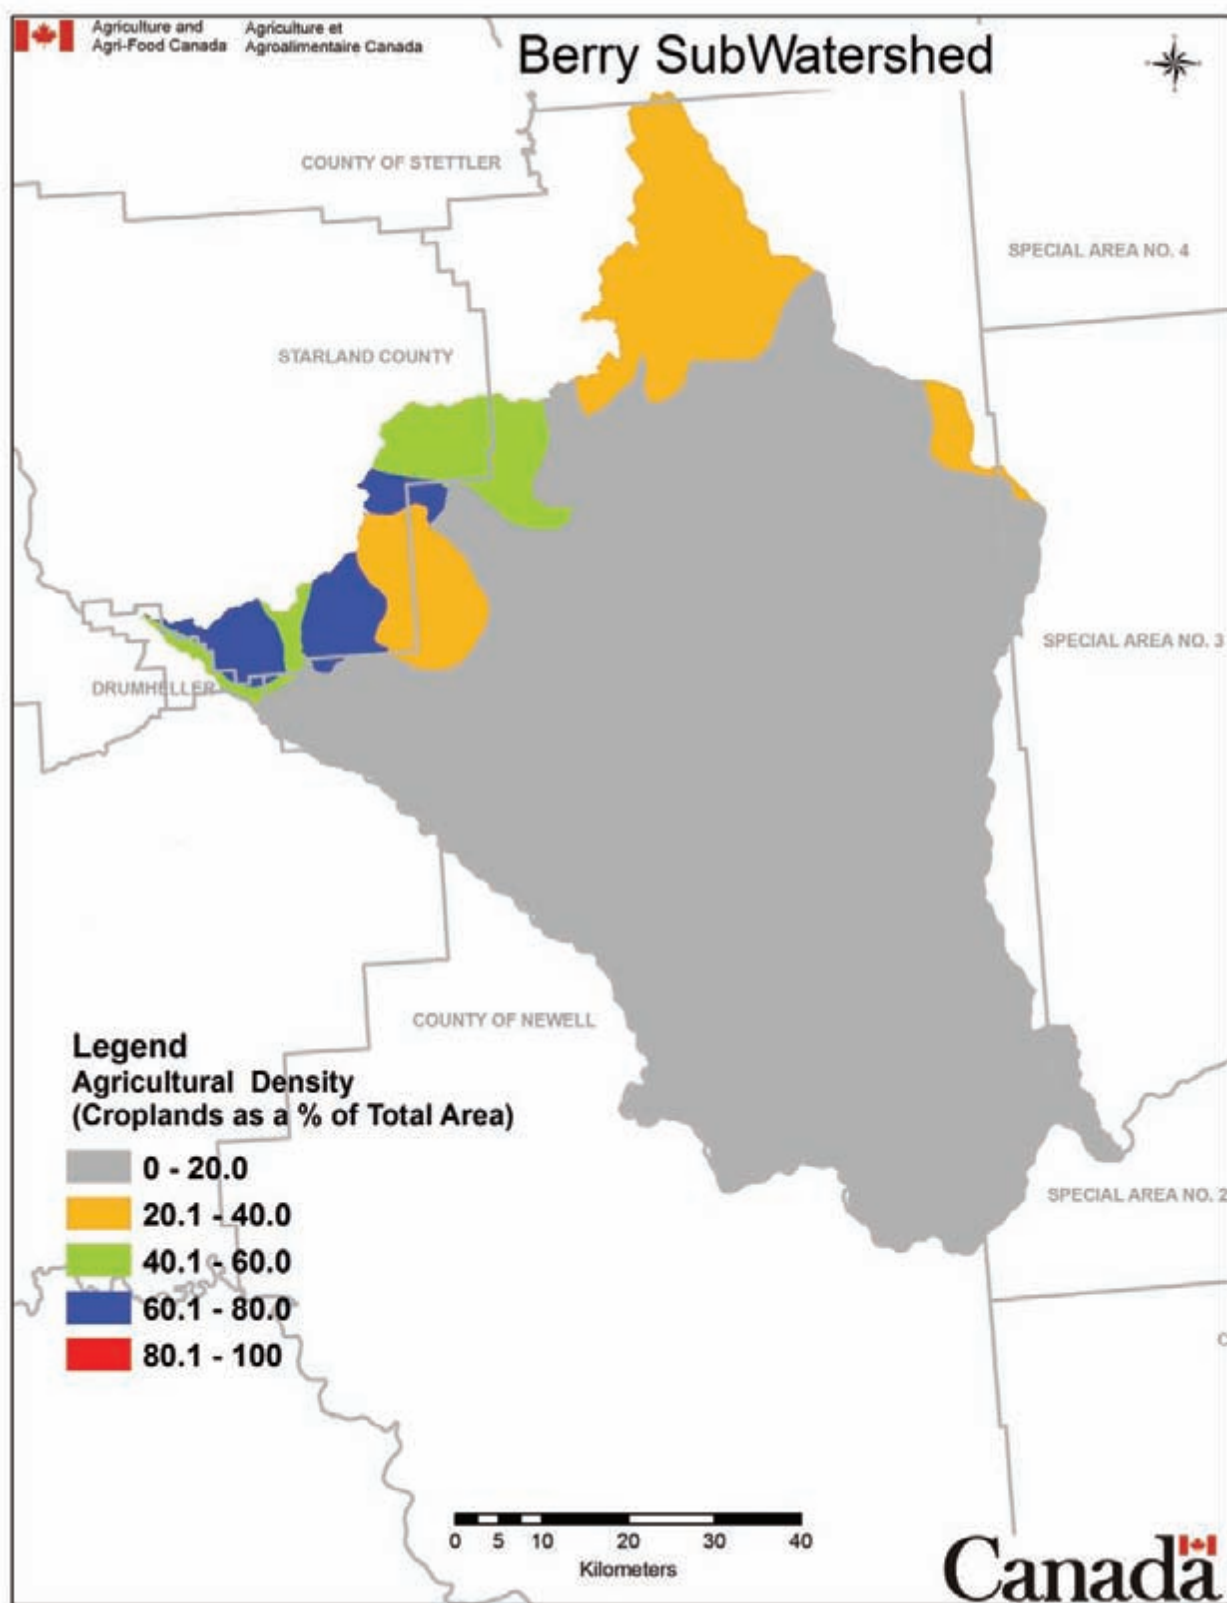 Agriculture and
Agri-Food Canada
Agriculture et
Agroalimentaire Canada
Berry SubWatershed
COUNTY OF STETTLER
SPECIAL AREA NO. 4
STARLAND COUNTY
SPECIAL AREA NO. 3
DRUMHELLER
COUNTY OF NEWELL
Legend
Agricultural Density
(Croplands as a % of Total Area)
0 - 20.0
20.1 - 40.0
40.1 - 60.0
60.1 - 80.0
80.1 - 100
SPECIAL AREA NO. 2
0 5 10 20 30 40
Kilometers
Canada